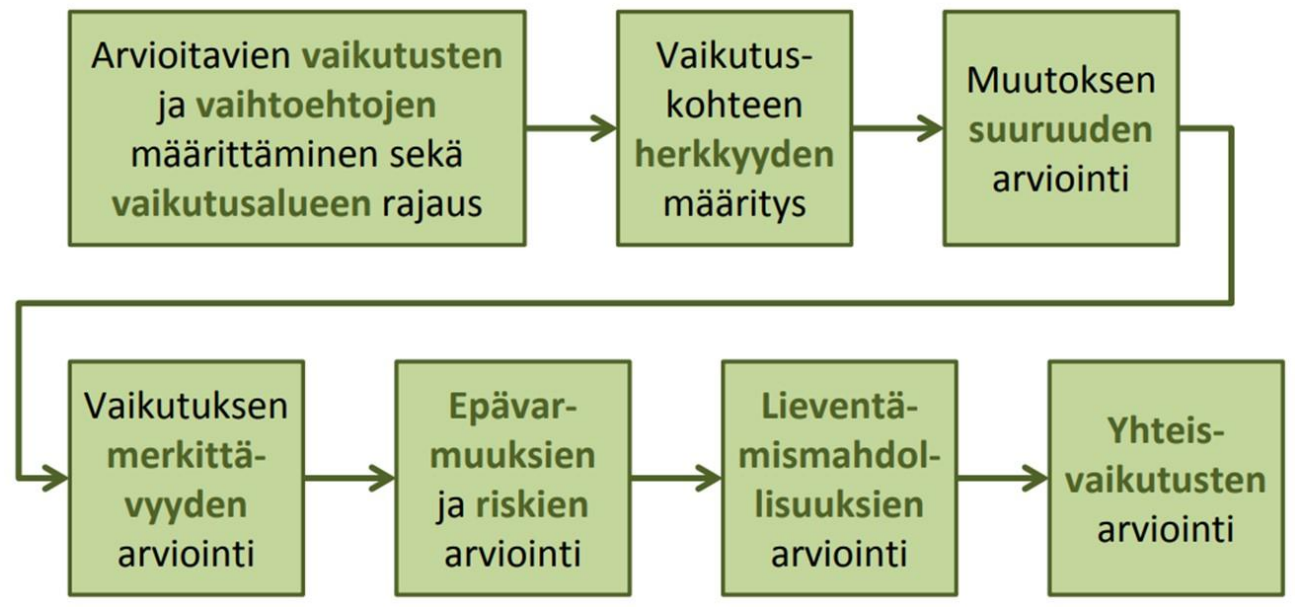 Arvioitavien vaikutusten
ja vaihtoehtojen
määrittäminen sekä
vaikutusalueen rajaus
Vaikutus-
kohteen
herkkyyden
määritys
Muutoksen
suuruuden
arviointi
Vaikutuksen
merkittä-
vyyden
arviointi
Epävar-
muuksien
ja riskien
arviointi
Lieventä-
mismahdol-
lisuuksien
arviointi
Yhteis-
vaikutusten
arviointi